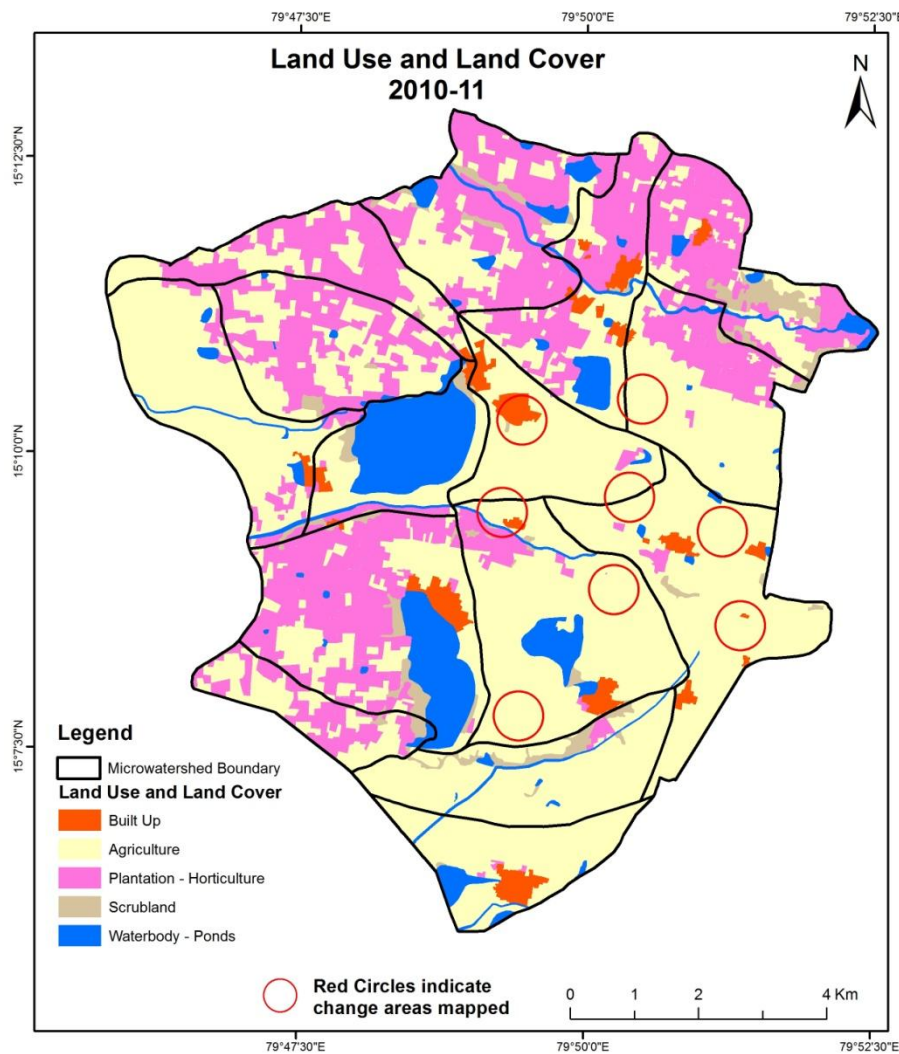 79°47'30"E 79°50'0"E 79°52'30"E
Land Use and Land Cover
2010-11
N
15°12'30"N
15°10'0"N
15°7'30"N
Legend
Microwatershed Boundary
Land Use and Land Cover
Built Up
Agriculture
Plantation - Horticulture
Scrubland
Waterbody - Ponds
Red Circles indicate
change areas mapped
0 1 2 4 Km
79°47'30"E 79°50'0"E 79°52'30"E